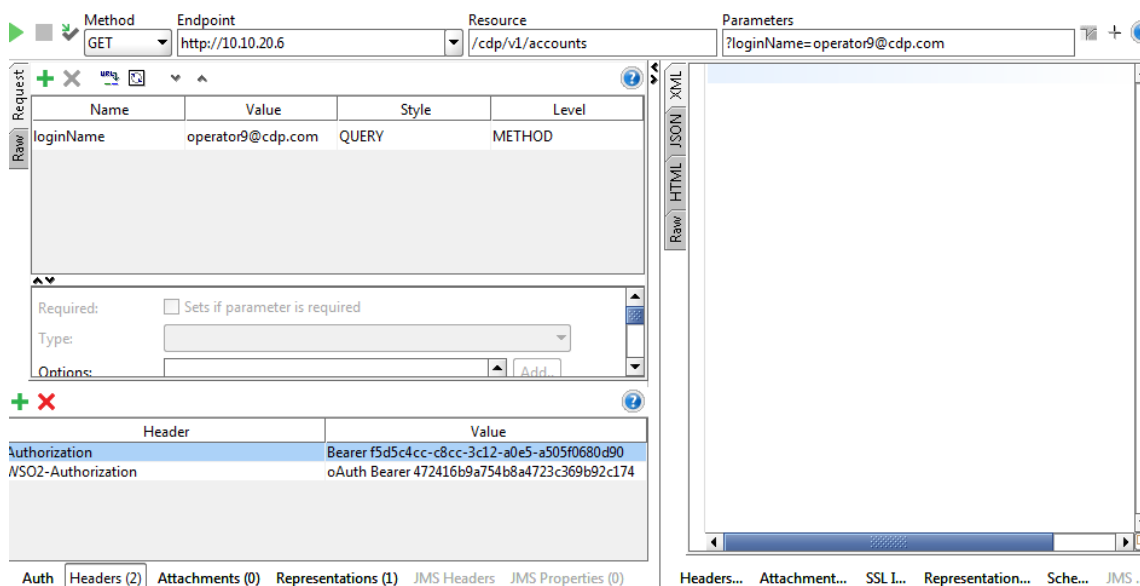 Method Endpoint Resource Parameters
GET http://10.10.20.6 /cdp/v1/accounts ?loginName=operator9@cdp.com
Request
Raw
Name Value Style Level
loginName operator9@cdp.com QUERY METHOD
Required: Sets if parameter is required
Type:
Options: Add..
Header Value
Authorization Bearer f5d5c4cc-c8cc-3c12-a0e5-a505f0680d90
WSO2-Authorization oAuth Bearer 472416b9a754b8a4723c369b92c174
Auth Headers (2) Attachments (0) Representations (1) JMS Headers JMS Properties (0)
XML
JSON
HTML
Raw
Headers... Attachment... SSL I... Representation... Sche... JMS